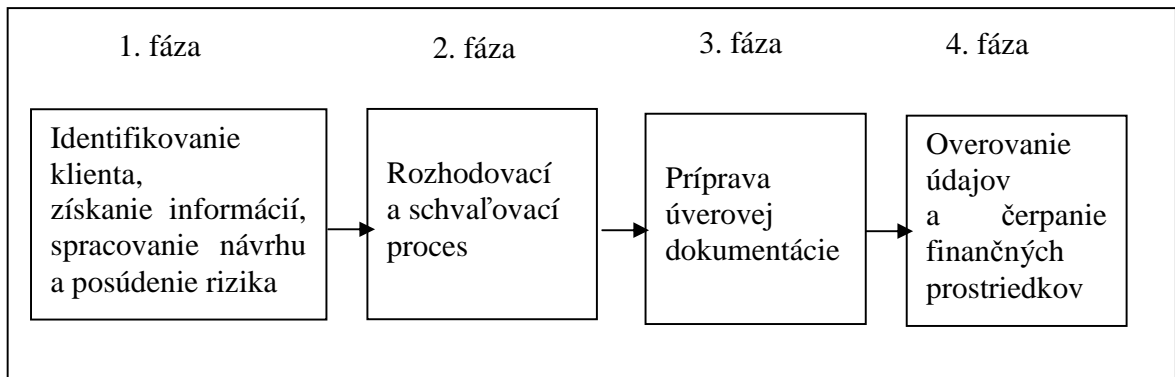 1. fáza
2. fáza
3. fáza
4. fáza
Identifikovanie
klienta,
získanie informácií,
spracovanie návrhu
a posúdenie rizika
Rozhodovací
a schvaľovací
proces
Príprava
úverovej
dokumentácie
Overovanie
údajov
a čerpanie
finančných
prostriedkov